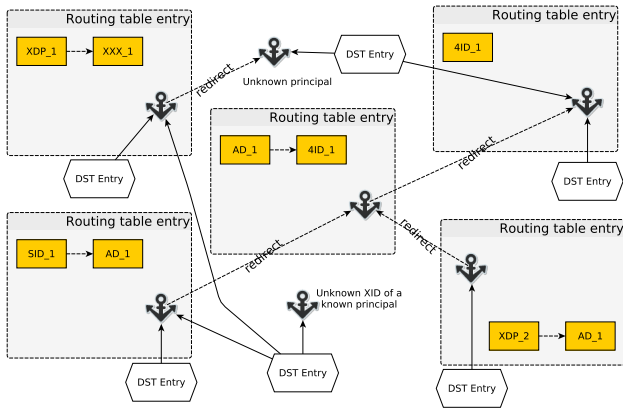 Routing table entry
XDP_1
XXX_1
redirect
Unknown principal
DST Entry
Routing table entry
4ID_1
DST Entry
Routing table entry
AD_1
4ID_1
redirect
DST Entry
Routing table entry
SID_1
AD_1
redirect
Unknown XID of a
known principal
redirect
Routing table entry
XDP_2
AD_1
DST Entry
DST Entry
DST Entry